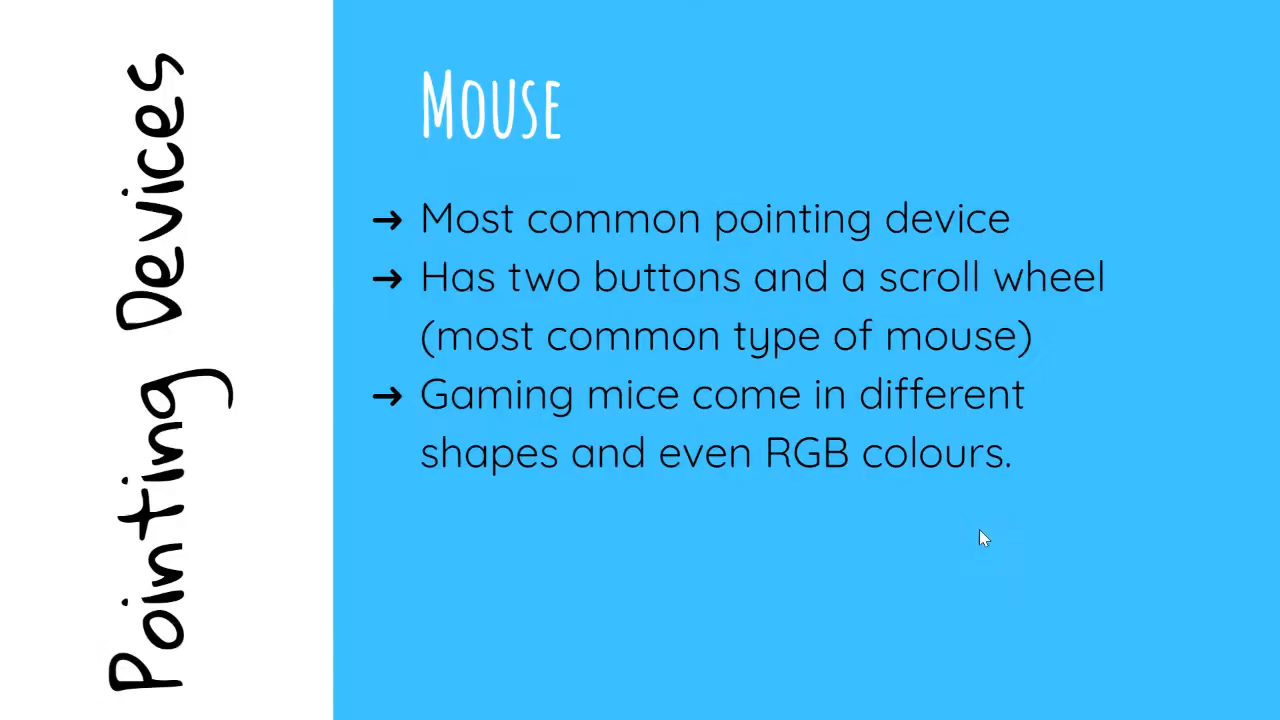 Pointing Devices
Mouse
➜ Most common pointing device
➜ Has two buttons and a scroll wheel
(most common type of mouse)
➜ Gaming mice come in different
shapes and even RGB colours.